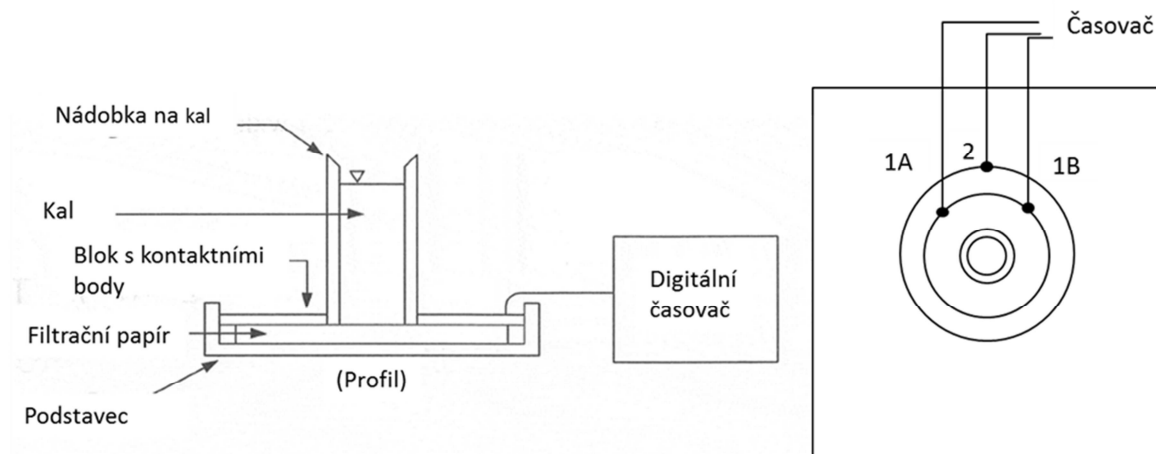 Nádobka na kal
Kal
Blok s kontaktními
body
Filtrační papír
Podstavec
(Profil)
Digitální
časovač
Časovač
1A
2
1B